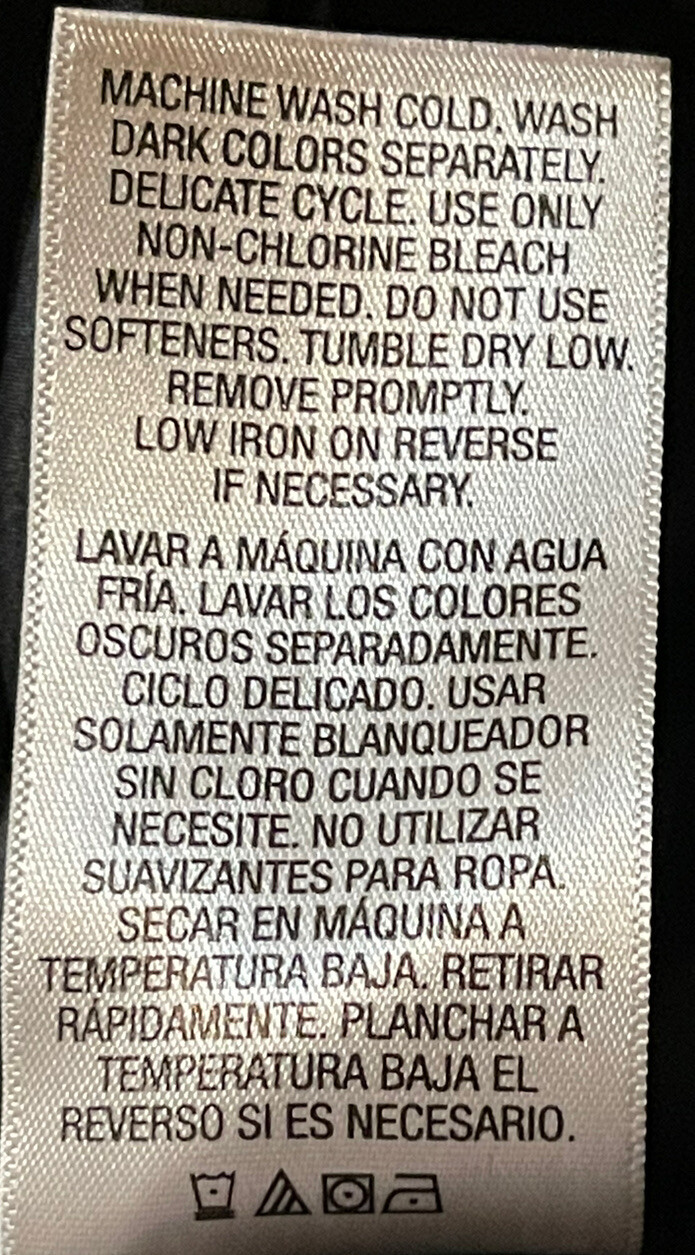 MACHINE WASH COLD. WASH
DARK COLORS SEPARATELY.
DELICATE CYCLE. USE ONLY
NON-CHLORINE BLEACH
WHEN NEEDED. DO NOT USE
SOFTENERS. TUMBLE DRY LOW.
REMOVE PROMPTLY.
LOW IRON ON REVERSE
IF NECESSARY.
LAVAR A MÁQUINA CON AGUA
FRÍA. LAVAR LOS COLORES
OSCUROS SEPARADAMENTE.
CICLO DELICADO. USAR
SOLAMENTE BLANQUEADOR
SIN CLORO CUANDO SE
NECESITE. NO UTILIZAR
SUAVIZANTES PARA ROPA.
SECAR EN MÁQUINA A
TEMPERATURA BAJA. RETIRAR
RÁPIDAMENTE. PLANCHAR A
TEMPERATURA BAJA EL
REVERSO SI ES NECESARIO.